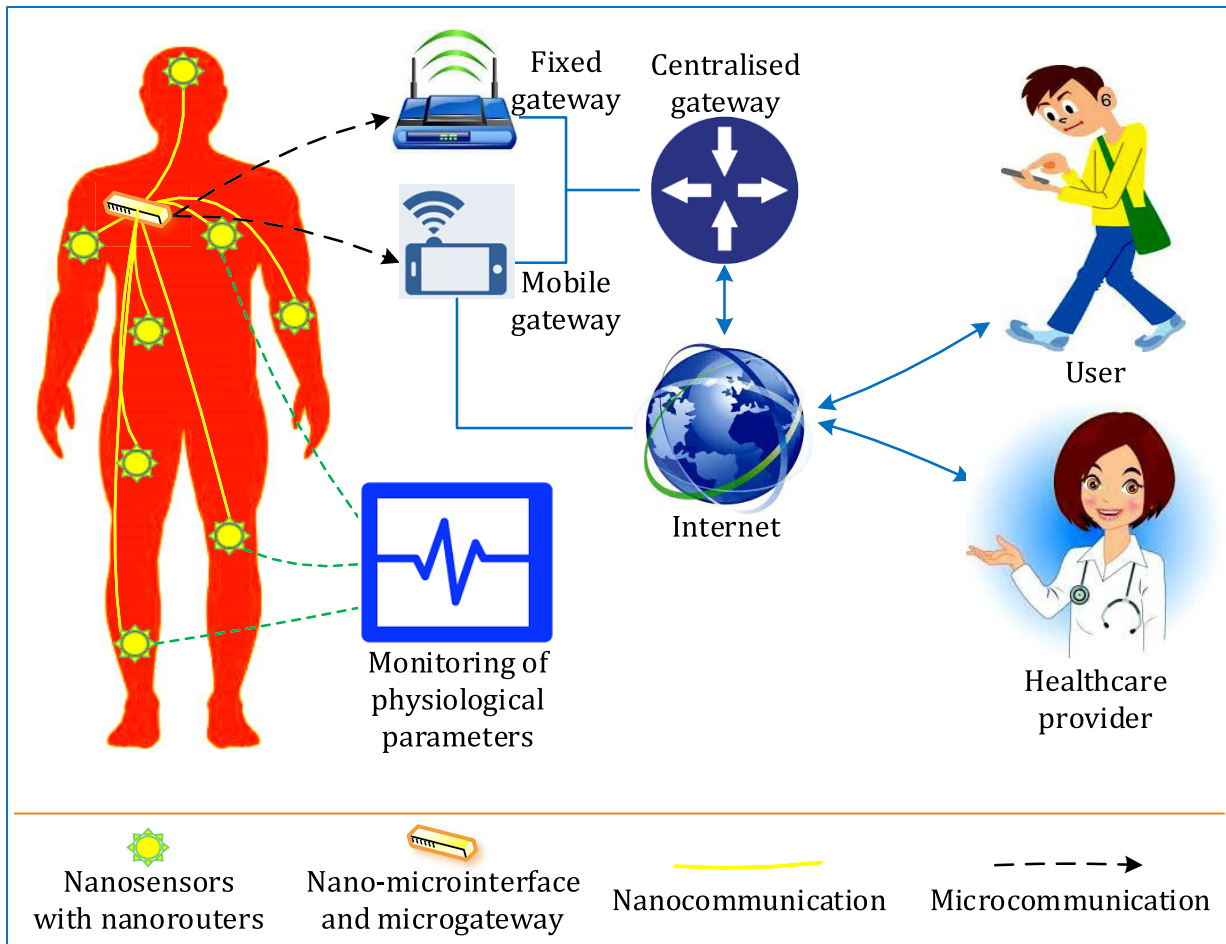 Fixed
gateway
Centralised
gateway
Mobile
gateway
User
Internet
Monitoring of
physiological
parameters
Healthcare
provider
Nanosensors
with nanorouters
Nano-microinterface
and microgateway
Nanocommunication
Microcommunication